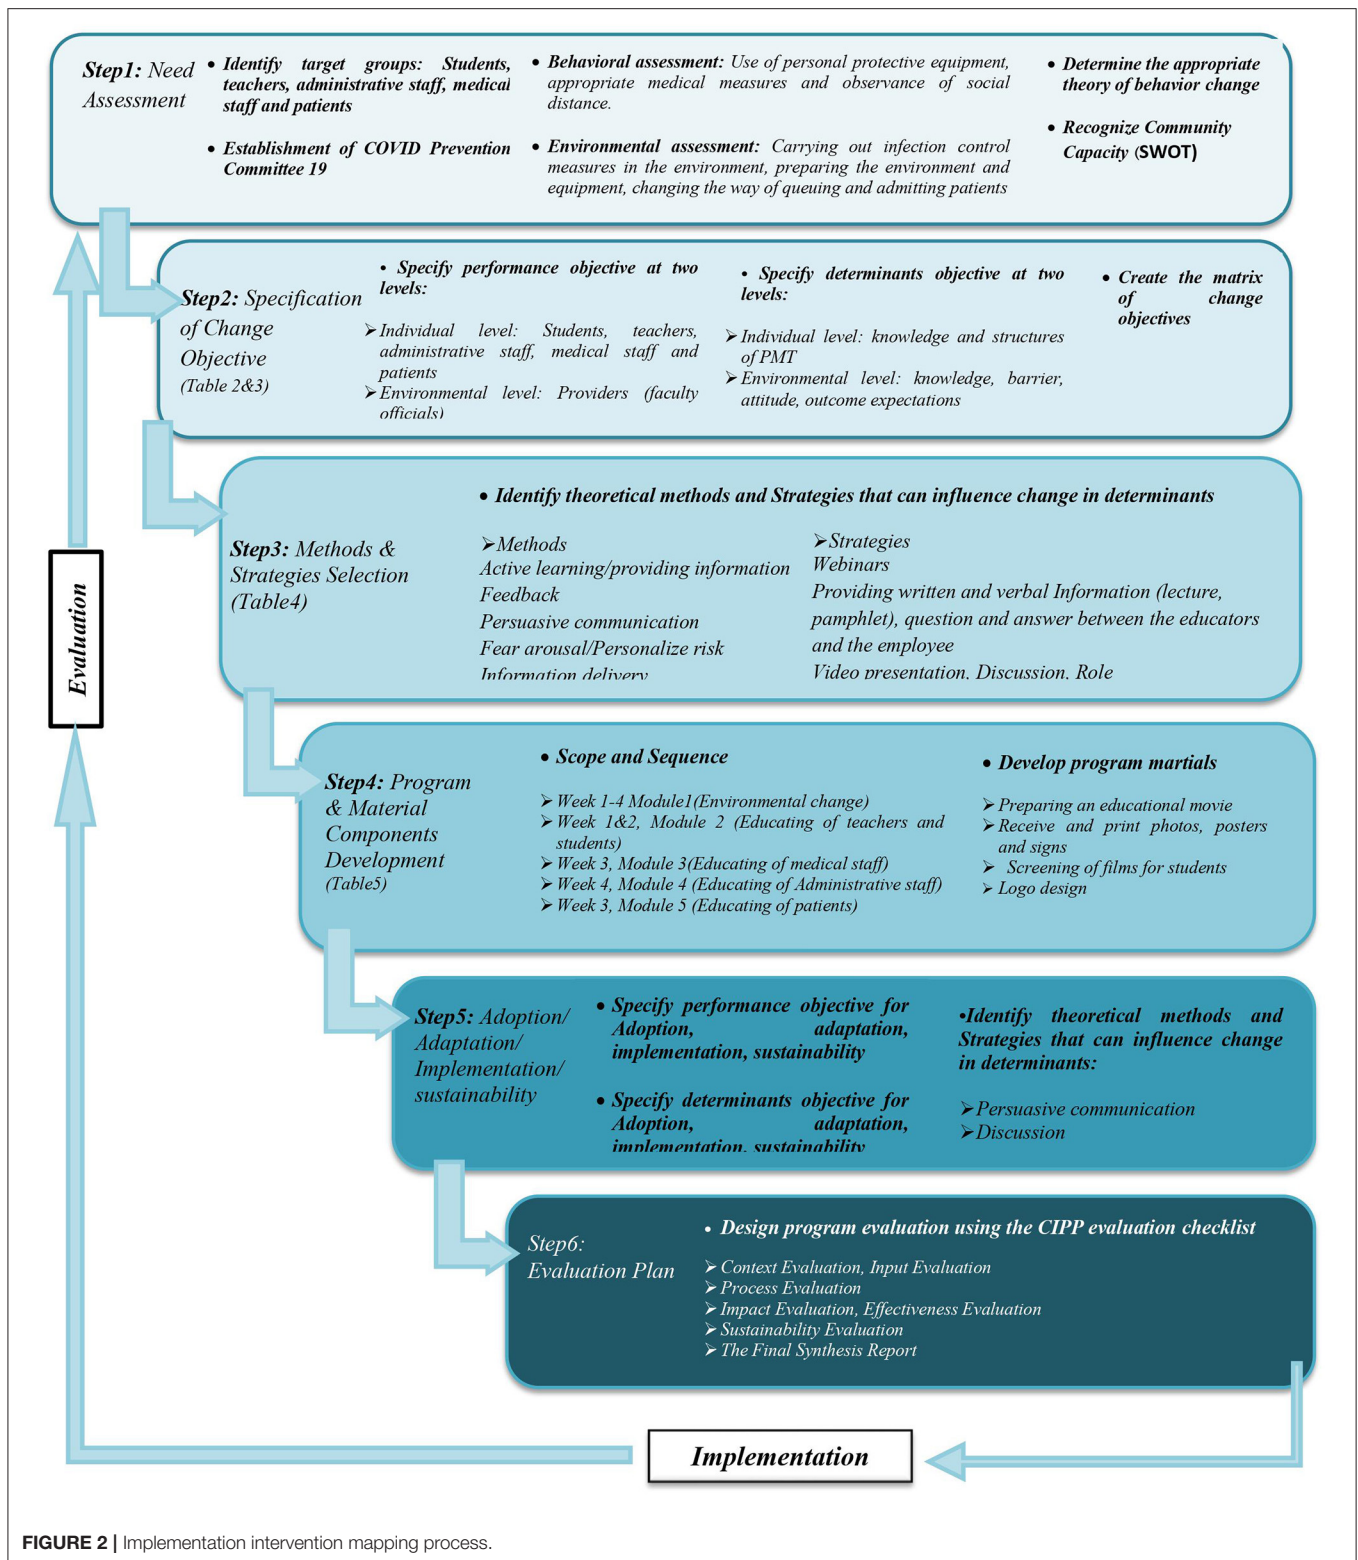 Step1: Need
Assessment
• Identify target groups: Students,
teachers, administrative staff, medical
staff and patients
• Establishment of COVID Prevention
Committee 19
• Behavioral assessment: Use of personal protective equipment,
appropriate medical measures and observance of social
distance.
• Environmental assessment: Carrying out infection control
measures in the environment, preparing the environment and
equipment, changing the way of queuing and admitting patients
• Determine the appropriate
theory of behavior change
• Recognize Community
Capacity (SWOT)
Step2: Specification
of Change
Objective
(Table 2&3)
• Specify performance objective at two
levels:
➤Individual level: Students, teachers,
administrative staff, medical staff and
patients
➤Environmental level: Providers (faculty
officials)
• Specify determinants objective at two
levels:
➤Individual level: knowledge and structures
of PMT
➤Environmental level: knowledge, barrier,
attitude, outcome expectations
• Create the matrix
of change
objectives
Step3: Methods &
Strategies Selection
(Table4)
• Identify theoretical methods and Strategies that can influence change in determinants
➤Methods
Active learning/providing information
Feedback
Persuasive communication
Fear arousal/Personalize risk
Information delivery
➤Strategies
Webinars
Providing written and verbal Information (lecture,
pamphlet), question and answer between the educators
and the employee
Video presentation, Discussion, Role
Step4: Program
& Material
Components
Development
(Table5)
• Scope and Sequence
➤Week 1-4 Module1(Environmental change)
➤Week 1&2, Module 2 (Educating of teachers and
students)
➤Week 3, Module 3(Educating of medical staff)
➤Week 4, Module 4 (Educating of Administrative staff)
➤Week 3, Module 5 (Educating of patients)
• Develop program martials
➤Preparing an educational movie
➤Receive and print photos, posters
and signs
➤ Screening of films for students
➤Logo design
Step5: Adoption/
Adaptation/
Implementation/
sustainability
• Specify performance objective for
Adoption, adaptation,
implementation, sustainability
• Specify determinants objective for
Adoption, adaptation,
implementation, sustainability
•Identify theoretical methods and
Strategies that can influence change
in determinants:
➤Persuasive communication
➤Discussion
Step6:
Evaluation Plan
• Design program evaluation using the CIPP evaluation checklist
➤Context Evaluation, Input Evaluation
➤Process Evaluation
➤Impact Evaluation, Effectiveness Evaluation
➤Sustainability Evaluation
➤The Final Synthesis Report
Evaluation
Implementation
FIGURE 2 | Implementation intervention mapping process.